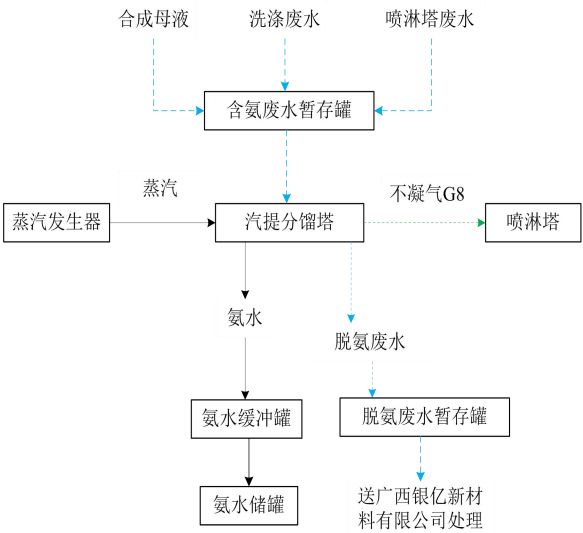 合成母液
洗涤废水
喷淋塔废水
含氨废水暂存罐
蒸汽
不凝气G8
蒸汽发生器
汽提分馏塔
喷淋塔
氨水
脱氨废水
氨水缓冲罐
脱氨废水暂存罐
氨水储罐
送广西银亿新材
料有限公司处理